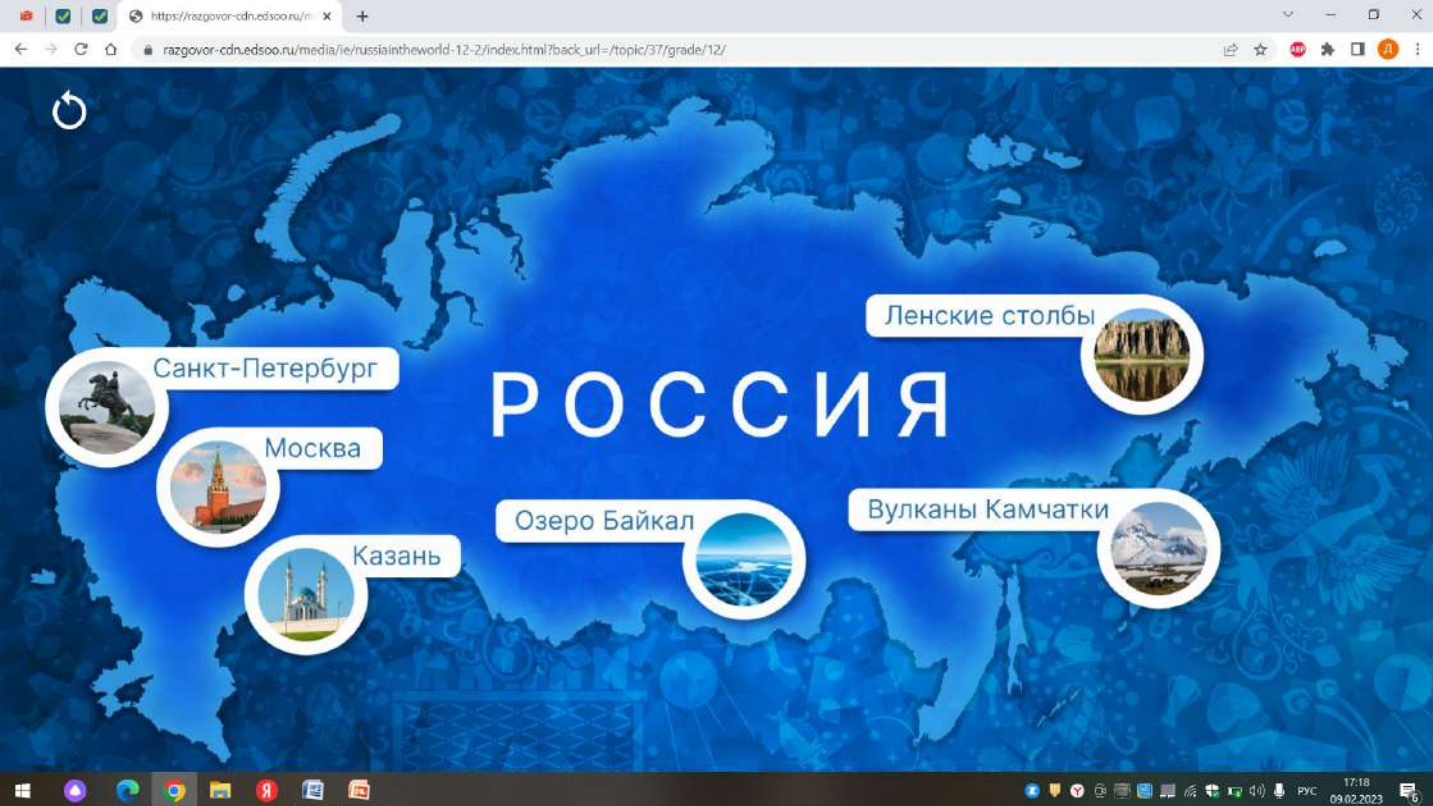 https://razgovor-cdn.edsoo.ru/m
razgovor-cdn.edsoo.ru/media/ie/russiaintheworld-12-2/index.html?back_url=/topic/37/grade/12/
ABP
Д
Ленские столбы
Санкт-Петербург
РОССИЯ
Москва
Озеро Байкал
Вулканы Камчатки
Казань
Я
РУС
17:18
09.02.2023
6